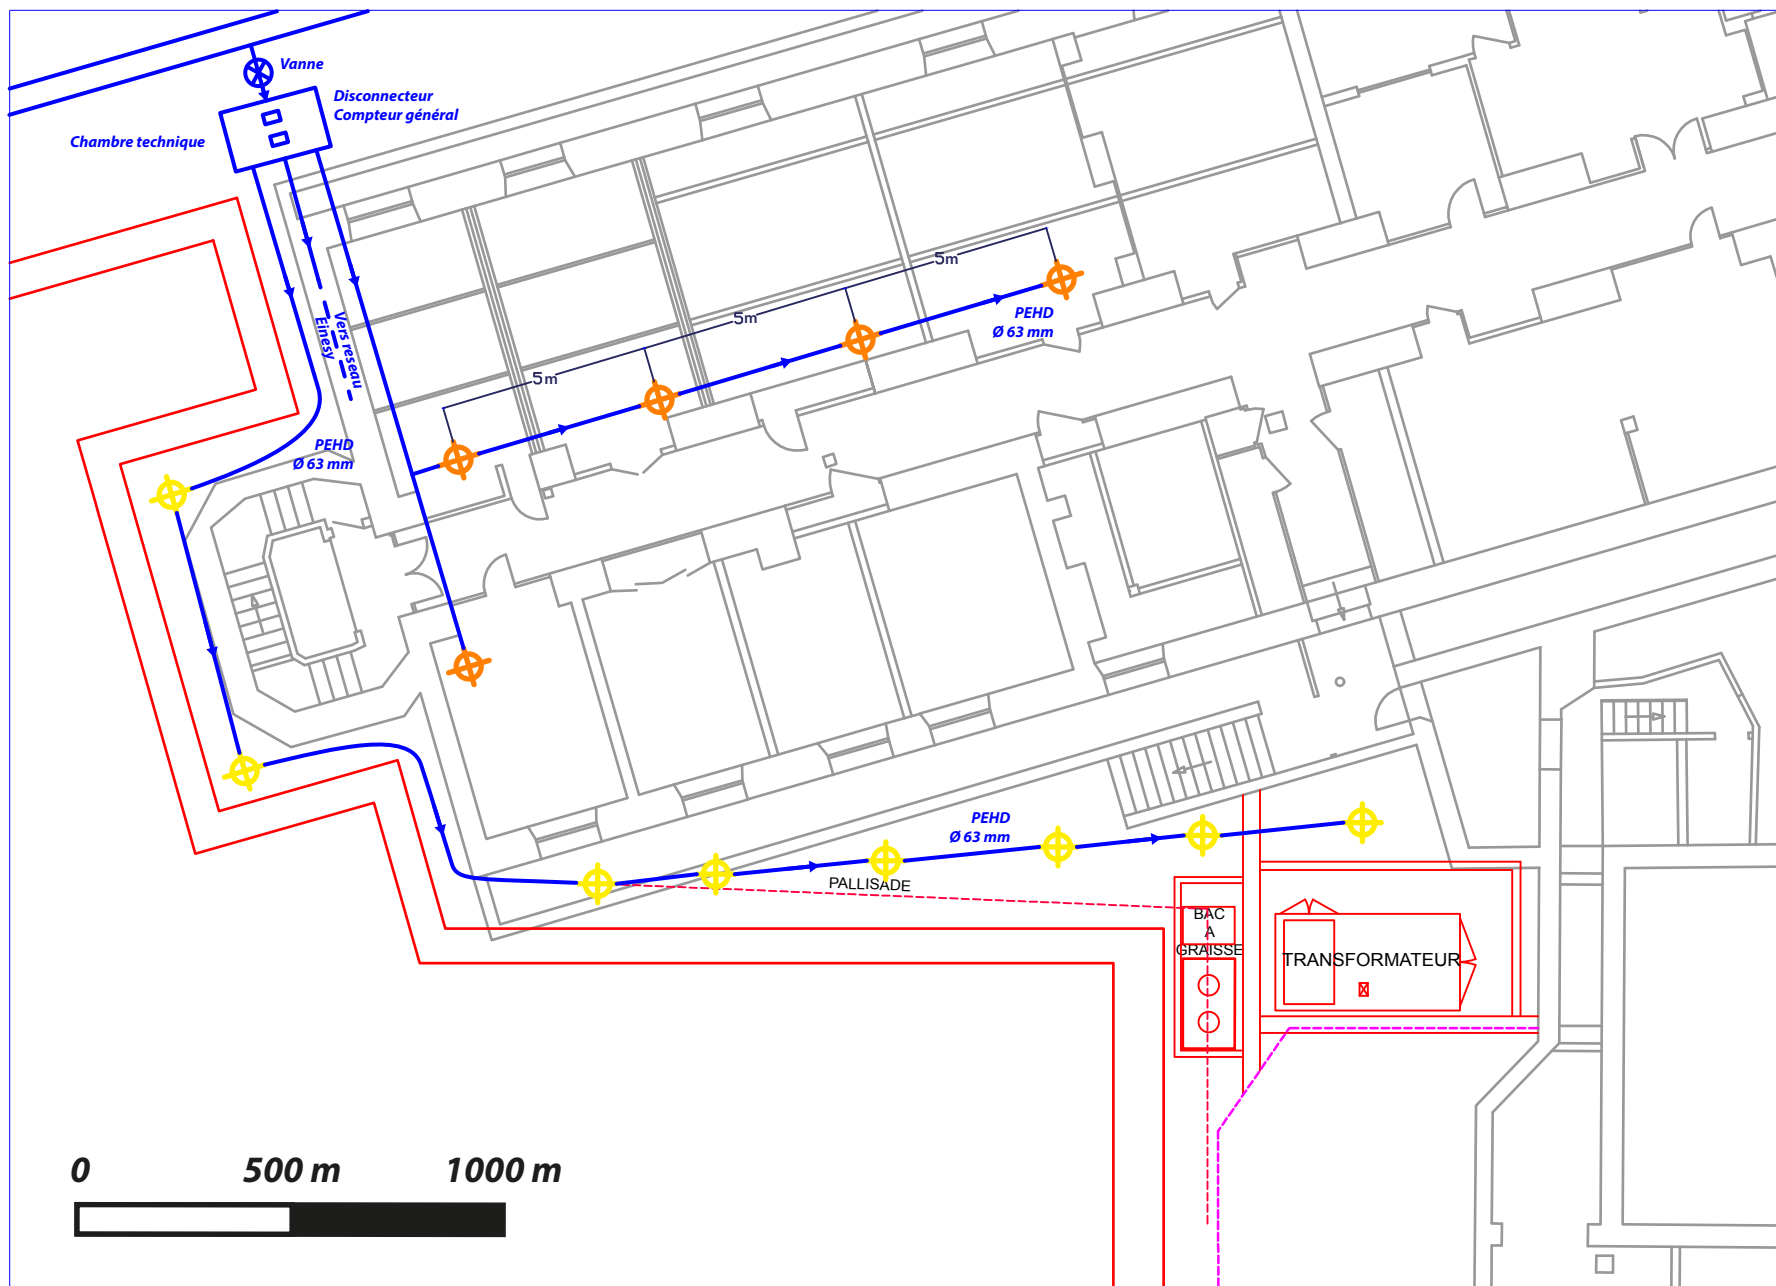 Vanne
Disconnecteur
Compteur général
Chambre technique
Vers reseau
Einesy
5m
5m
5m
PEHD
Ø 63 mm
PEHD
Ø 63 mm
PEHD
Ø 63 mm
PALLISADE
BAC
A
GRAISSE
TRANSFORMATEUR
0 500 m 1000 m